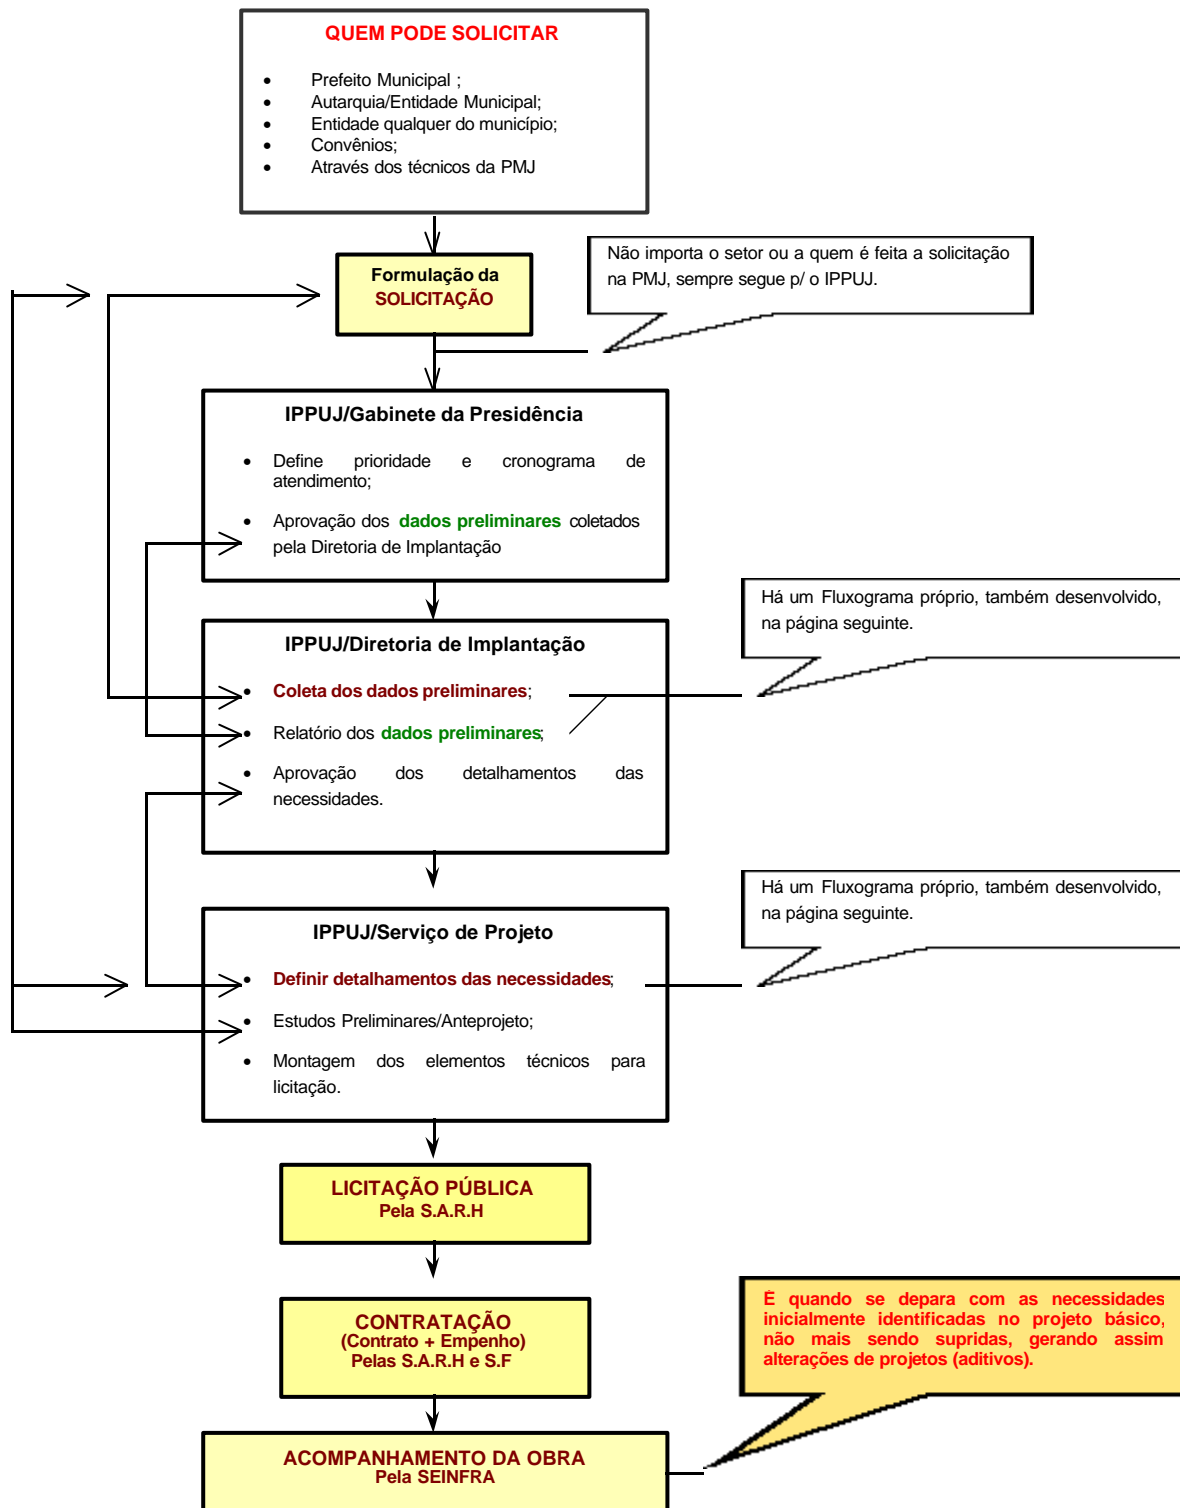 QUEM PODE SOLICITAR
• Prefeito Municipal ;
• Autarquia/Entidade Municipal;
• Entidade qualquer do município;
• Convênios;
• Através dos técnicos da PMJ
Não importa o setor ou a quem é feita a solicitação
na PMJ, sempre segue p/ o IPPUJ.
Formulação da
SOLICITAÇÃO
IPPUJ/Gabinete da Presidência
• Define prioridade e cronograma de
atendimento;
• Aprovação dos dados preliminares coletados
pela Diretoria de Implantação
Há um Fluxograma próprio, também desenvolvido,
na página seguinte.
IPPUJ/Diretoria de Implantação
• Coleta dos dados preliminares;
• Relatório dos dados preliminares;
• Aprovação dos detalhamentos das
necessidades.
Há um Fluxograma próprio, também desenvolvido,
na página seguinte.
IPPUJ/Serviço de Projeto
• Definir detalhamentos das necessidades;
• Estudos Preliminares/Anteprojeto;
• Montagem dos elementos técnicos para
licitação.
LICITAÇÃO PÚBLICA
Pela S.A.R.H
CONTRATAÇÃO
(Contrato + Empenho)
Pelas S.A.R.H e S.F
É quando se depara com as necessidades
inicialmente identificadas no projeto básico,
não mais sendo supridas, gerando assim
alterações de projetos (aditivos).
ACOMPANHAMENTO DA OBRA
Pela SEINFRA